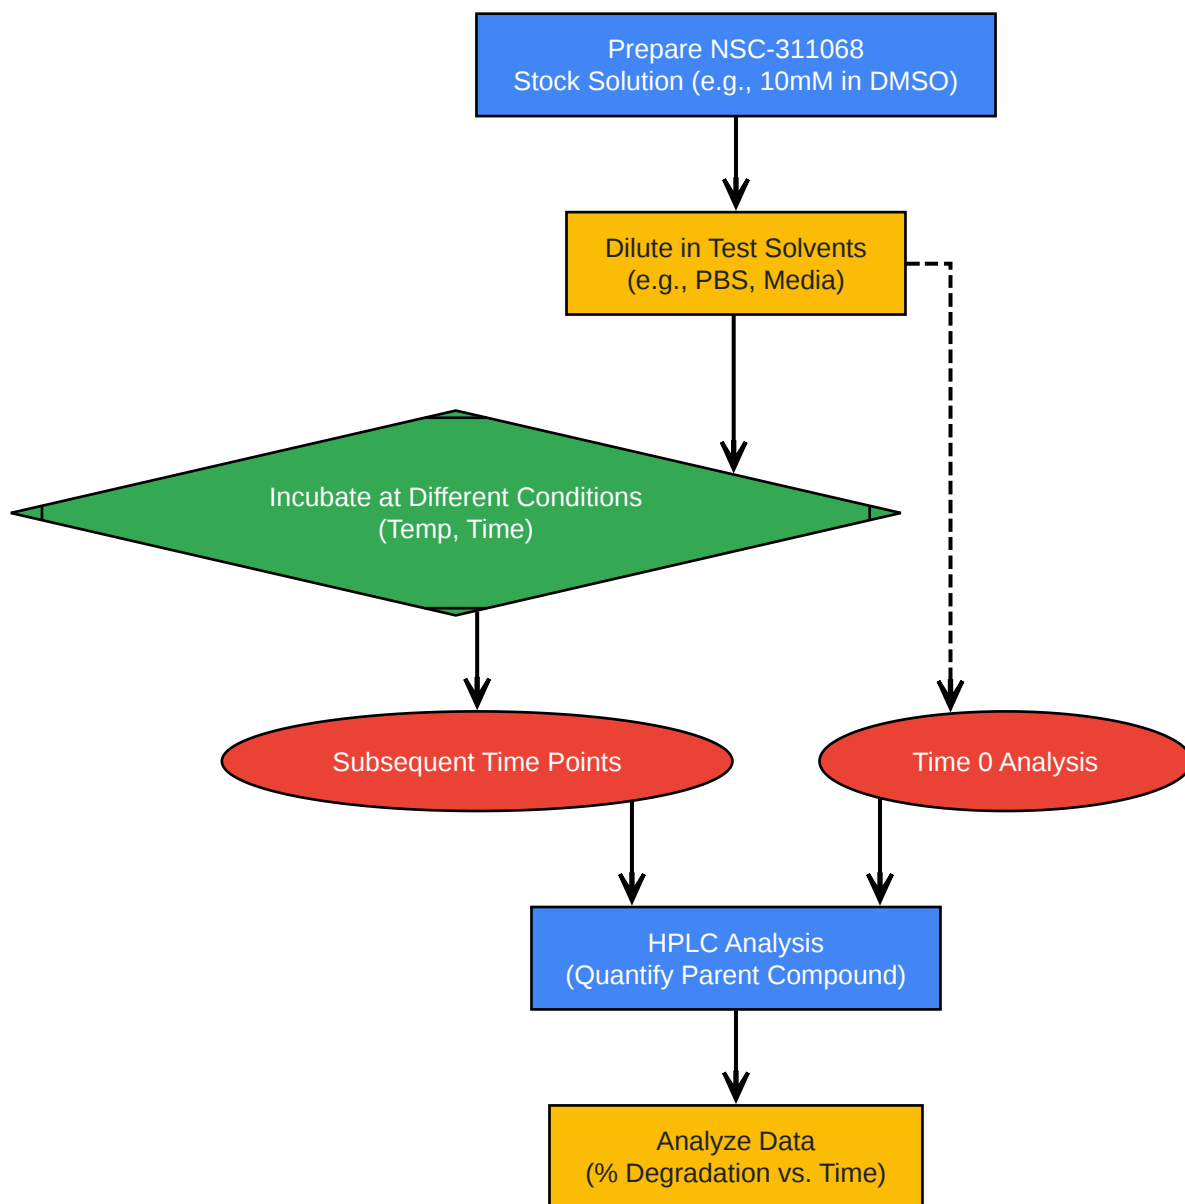 Prepare NSC-311068
Stock Solution (e.g., 10mM in DMSO)
Dilute in Test Solvents
(e.g., PBS, Media)
Incubate at Different Conditions
(Temp, Time)
Subsequent Time Points
Time 0 Analysis
HPLC Analysis
(Quantify Parent Compound)
Analyze Data
(% Degradation vs. Time)